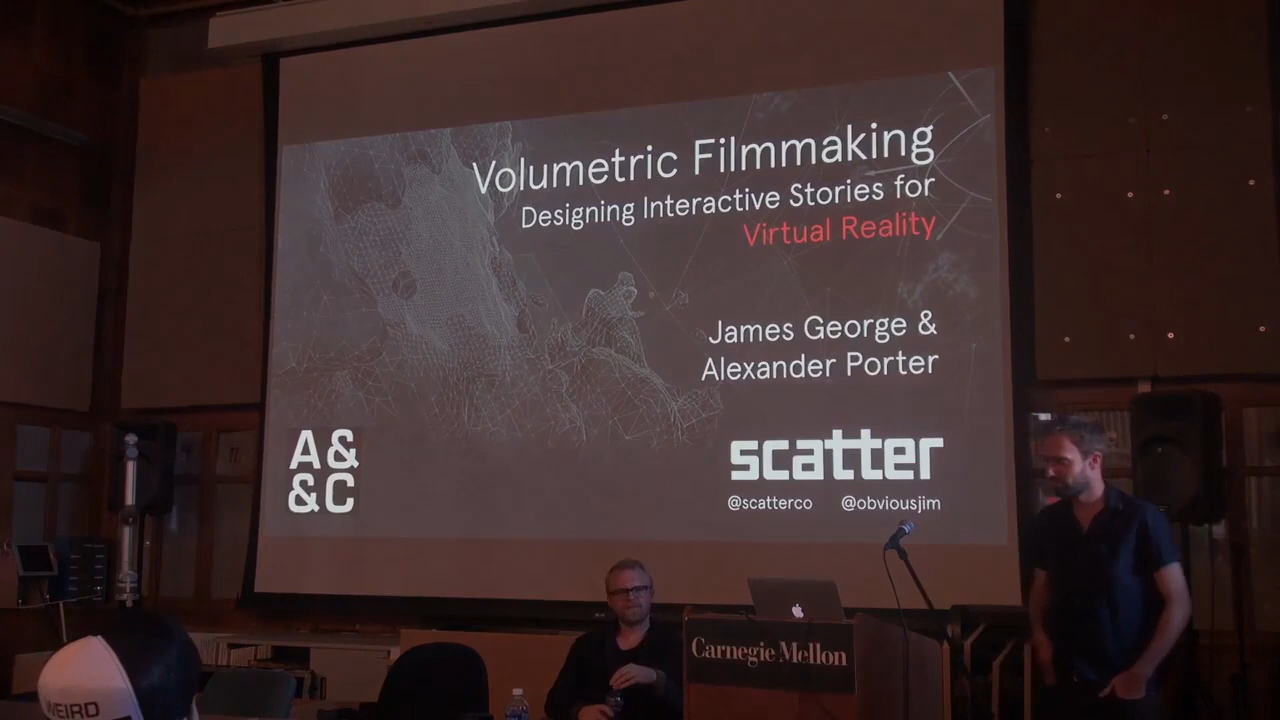 Volumetric Filmmaking
Designing Interactive Stories for
Virtual Reality
James George &
Alexander Porter
A&
&C
scatter
@scatterco @obviousjim
Carnegie Mellon
WEIRD